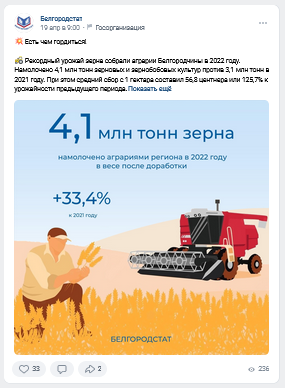 Белгородстат
19 апр в 9:00 · Госорганизация
💥 Есть чем гордиться!
🌾 Рекордный урожай зерна собрали аграрии Белгородчины в 2022 году.
Намолочено 4,1 млн тонн зерновых и зернобобовых культур против 3,1 млн тонн в
2021 году. При этом средний сбор с 1 гектара составил 56,8 центнера или 125,7% к
урожайности предыдущего периода. Показать ещё
4,1 млн тонн зерна
намолочено аграриями региона в 2022 году
в весе после доработки
+33,4%
к 2021 году
БЕЛГОРОДСТАТ
33
2
236